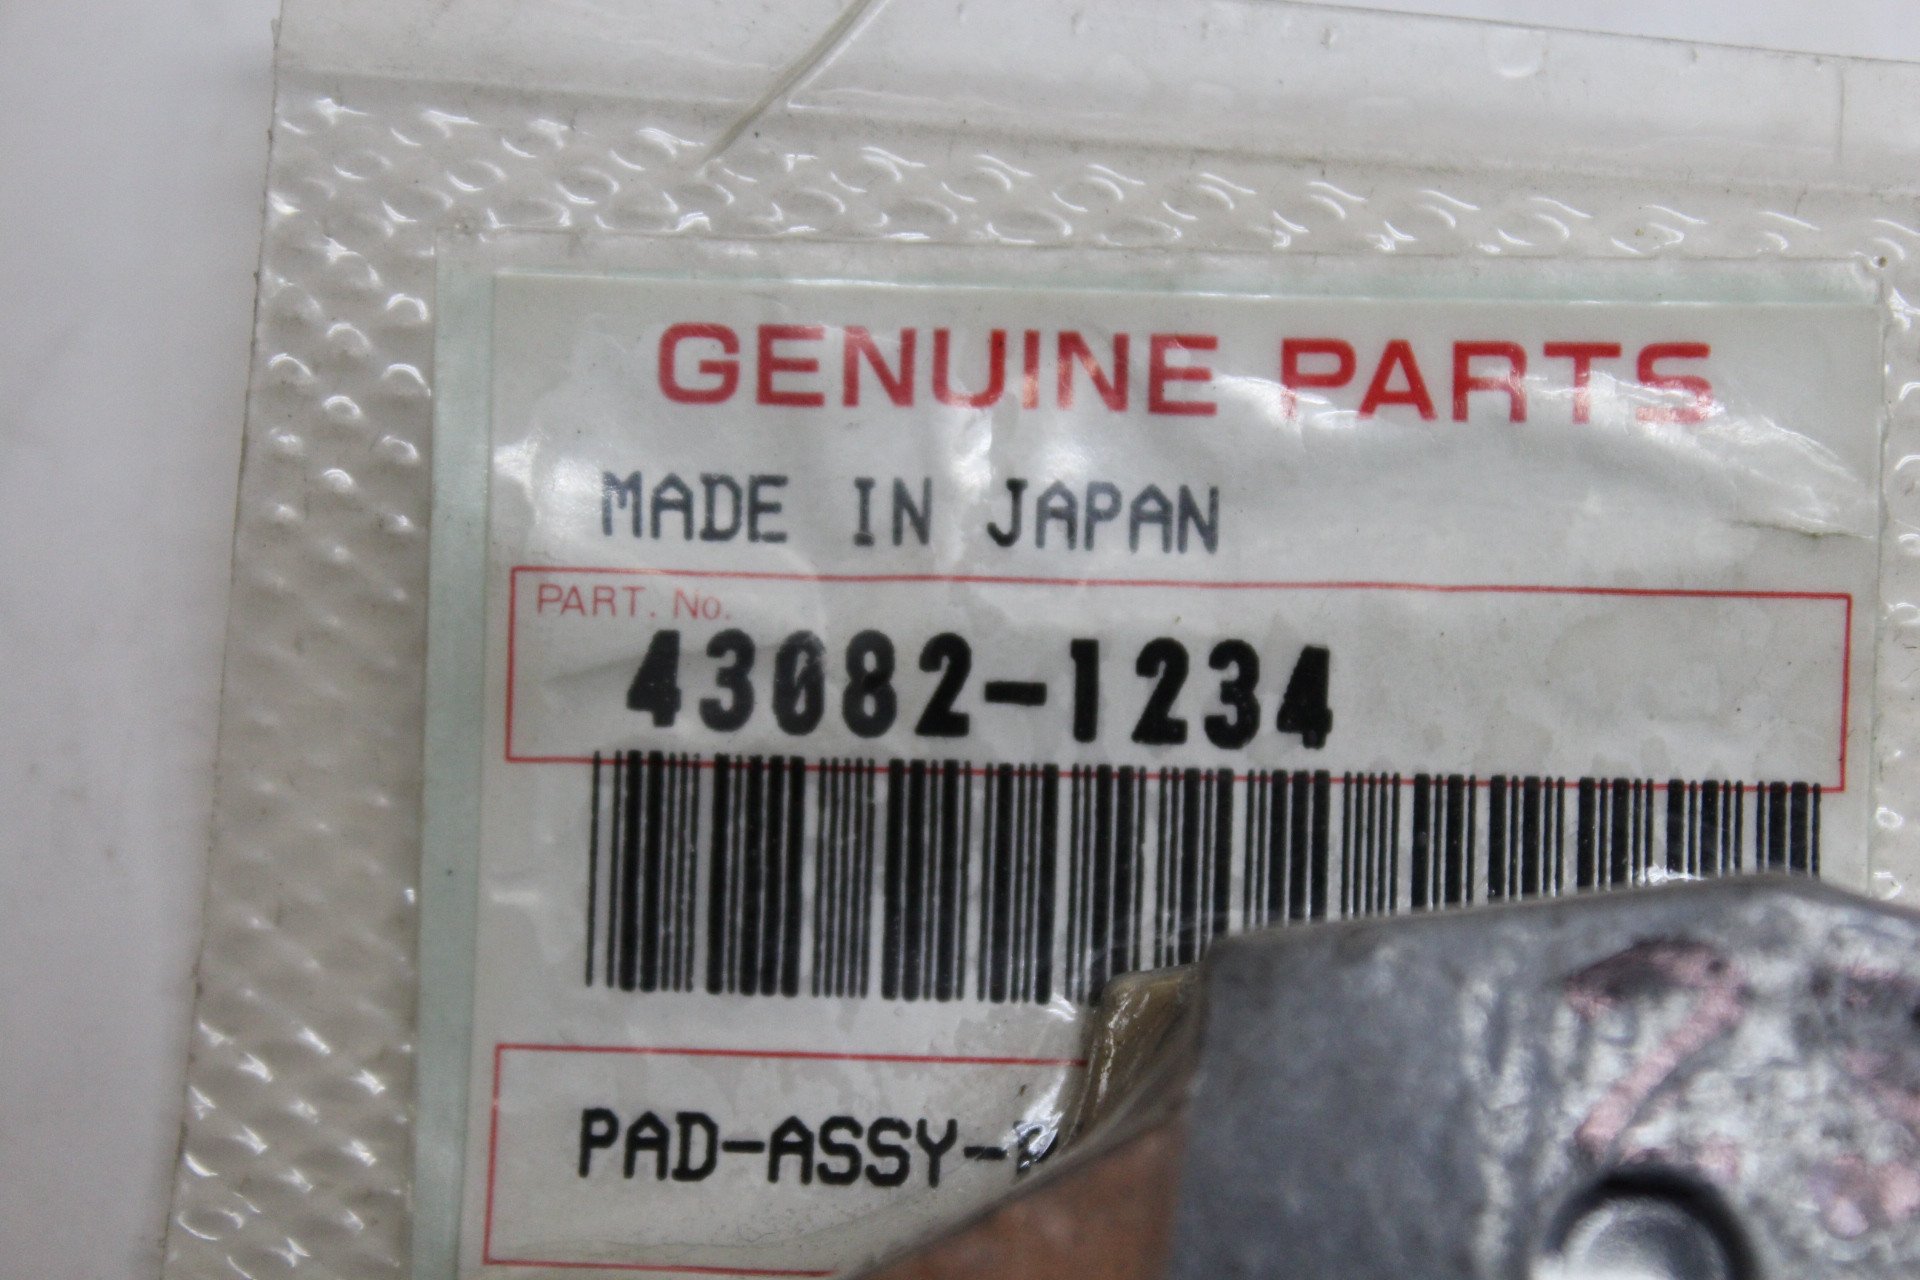 GENUINE PARTS
MADE IN JAPAN
PART. No.
43082-1234
PAD-ASSY-